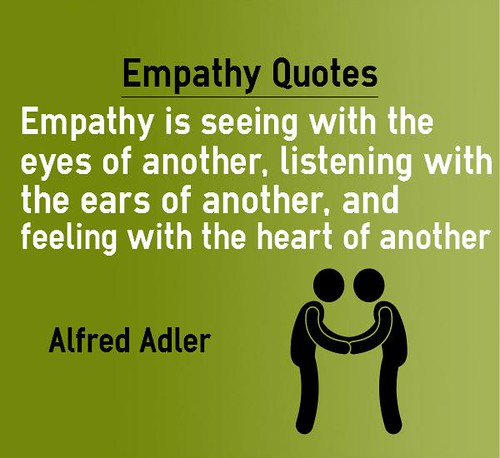 Empathy Quotes
Empathy is seeing with the
eyes of another, listening with
the ears of another, and
feeling with the heart of another
Alfred Adler